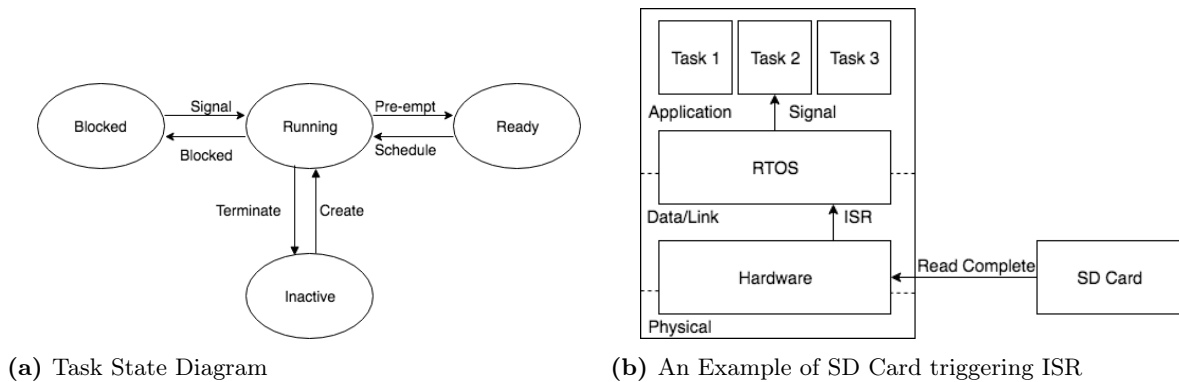 Signal
Pre-empt
Blocked
Running
Ready
Blocked
Schedule
Terminate
Create
Inactive
(a) Task State Diagram
Task 1
Task 2
Task 3
Application
Signal
RTOS
Data/Link
ISR
Hardware
Read Complete
SD Card
Physical
(b) An Example of SD Card triggering ISR